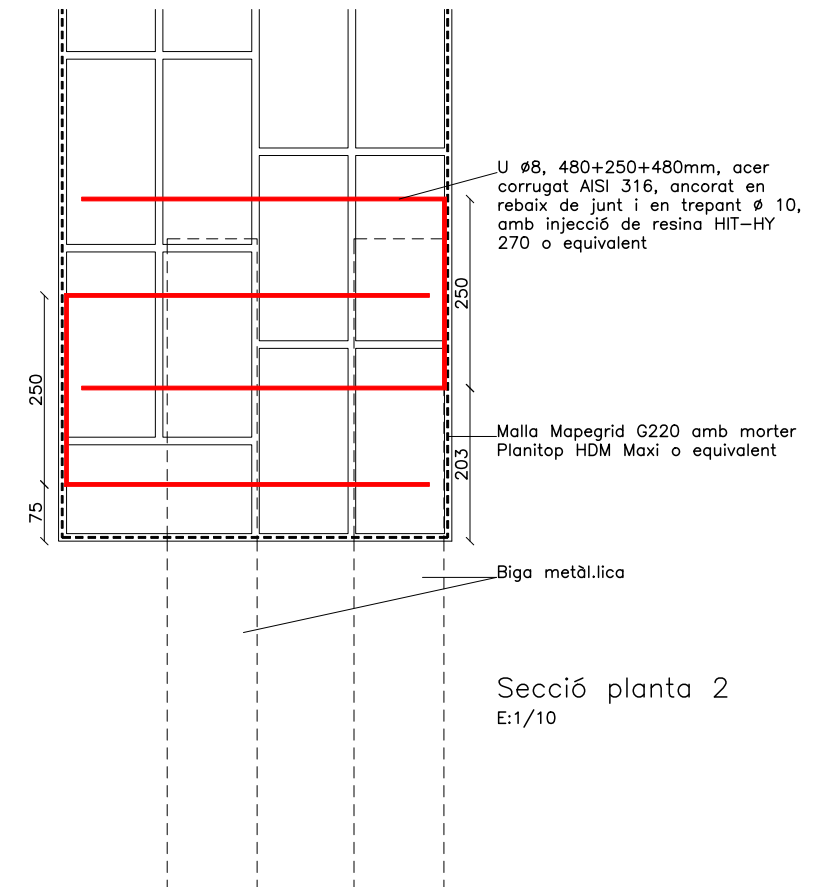 U ø8, 480+250+480mm, acer
corrugat AISI 316, ancorat en
rebaix de junt i en trepant ø 10,
amb injecció de resina HIT-HY
270 o equivalent
250
250
Malla Mapegrid G220 amb morter
Planitop HDM Maxi o equivalent
203
75
Biga metàl.lica
Secció planta 2
E:1/10